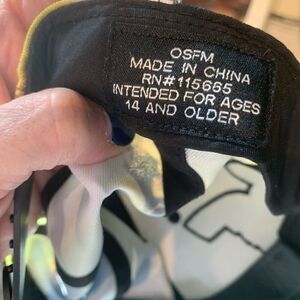 OSFM
MADE IN CHINA
RN#115665
INTENDED FOR AGES
14 AND OLDER